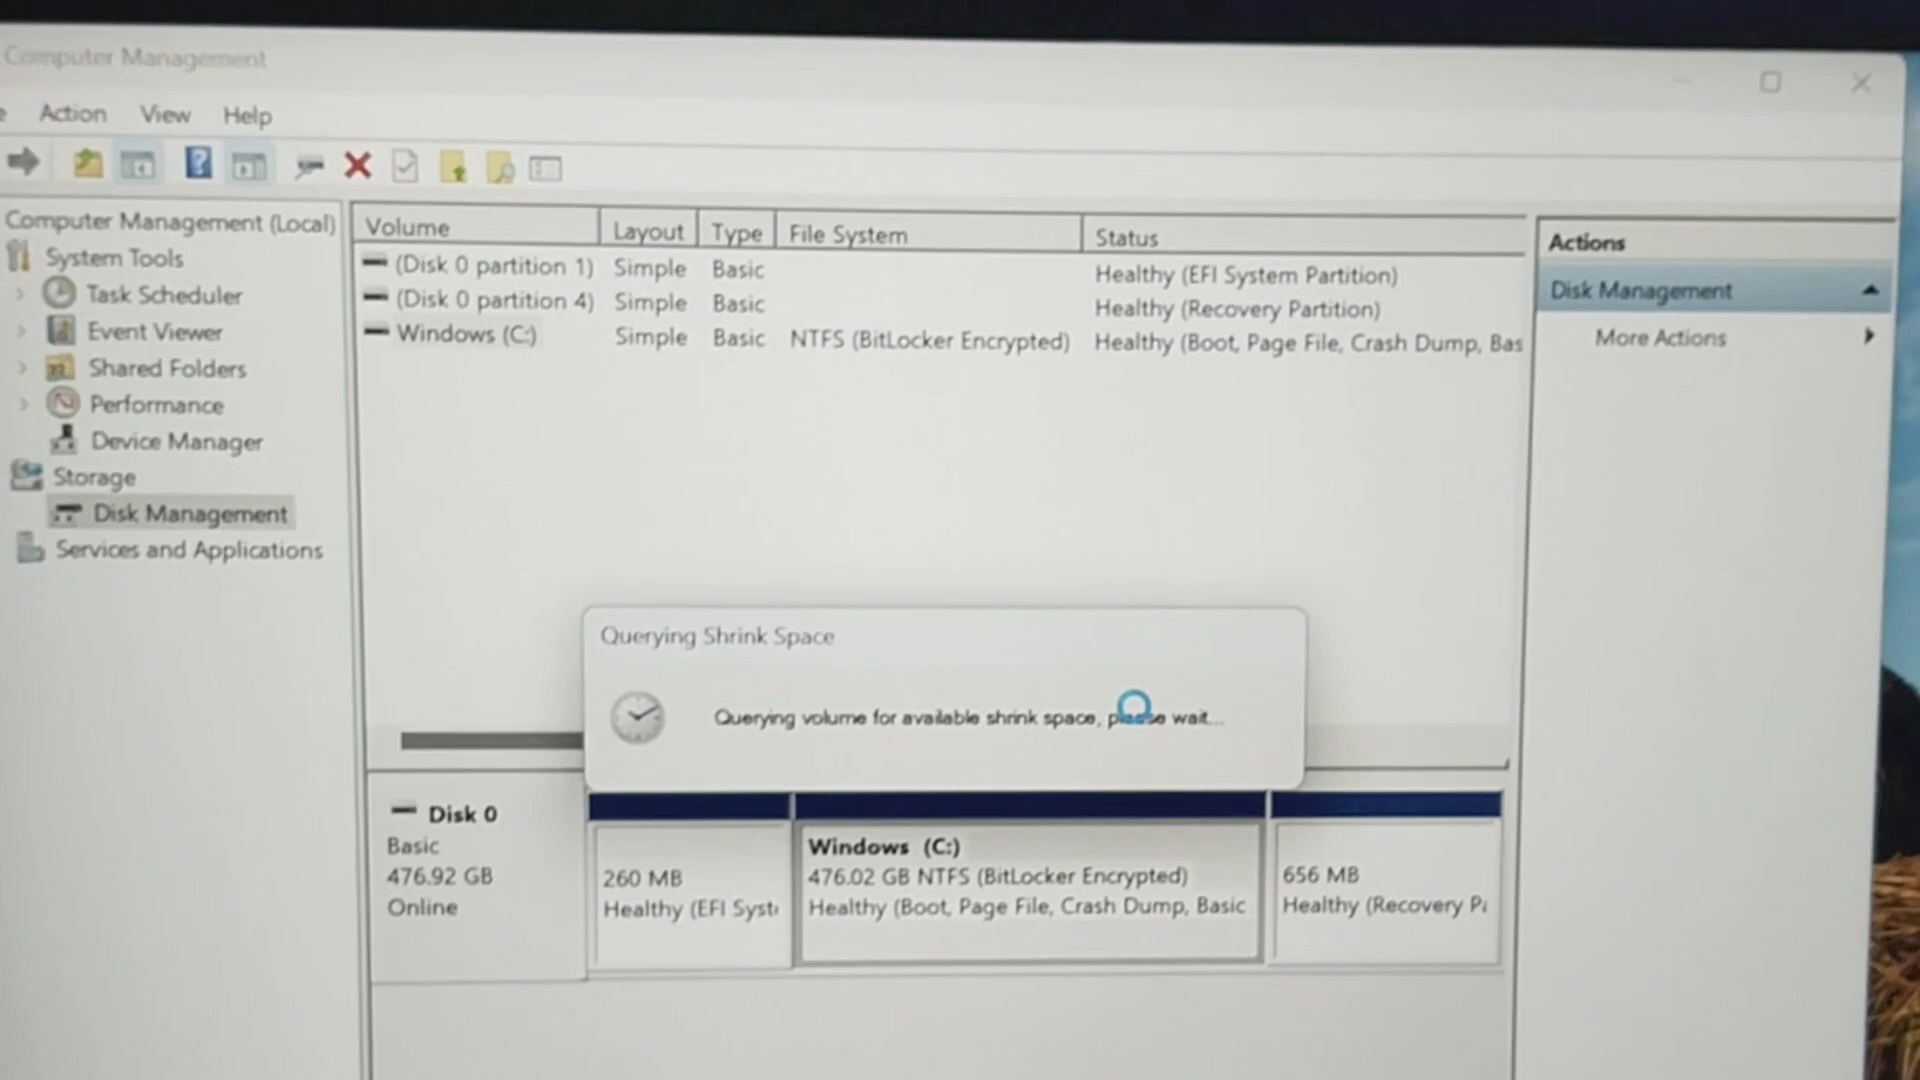 Computer Management
Action View Help
Computer Management (Local)
System Tools
Task Scheduler
Event Viewer
Shared Folders
Performance
Device Manager
Storage
Disk Management
Services and Applications
Volume Layout Type File System Status
(Disk 0 partition 1) Simple Basic Healthy (EFI System Partition)
(Disk 0 partition 4) Simple Basic Healthy (Recovery Partition)
Windows (C:) Simple Basic NTFS (BitLocker Encrypted) Healthy (Boot, Page File, Crash Dump, Bas
Actions
Disk Management
More Actions
Querying Shrink Space
Querying volume for available shrink space, please wait...
Disk 0
Basic
476.92 GB
Online
260 MB
Healthy (EFI Syst
Windows (C:)
476.02 GB NTFS (BitLocker Encrypted)
Healthy (Boot, Page File, Crash Dump, Basic
656 MB
Healthy (Recovery Pa